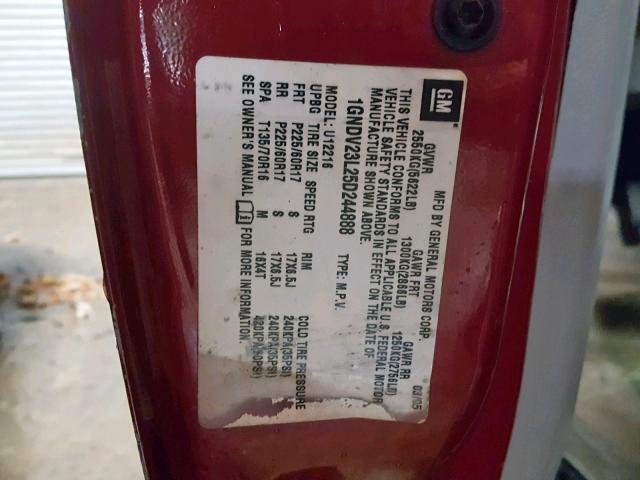 GM
MFD BY GENERAL MOTORS CORP. 03/05
GVWR GAWR FRT GAWR RR
2550KG(5622LB) 1300KG(2866LB) 1250KG(2756LB)
THIS VEHICLE CONFORMS TO ALL APPLICABLE U.S. FEDERAL MOTOR
VEHICLE SAFETY STANDARDS IN EFFECT ON THE DATE OF
MANUFACTURE SHOWN ABOVE.
1GNDV23L25D244888 TYPE: M.P.V.
MODEL: U12216
UPBG TIRE SIZE SPEED RTG RIM COLD TIRE PRESSURE
FRT P225/60R17 S 17X6.5J 240KPA(35PSI)
RR P225/60R17 S 17X6.5J 240KPA(35PSI)
SPA T135/70R16 M 16X4T 420KPA(60PSI)
SEE OWNER'S MANUAL FOR MORE INFORMATION.